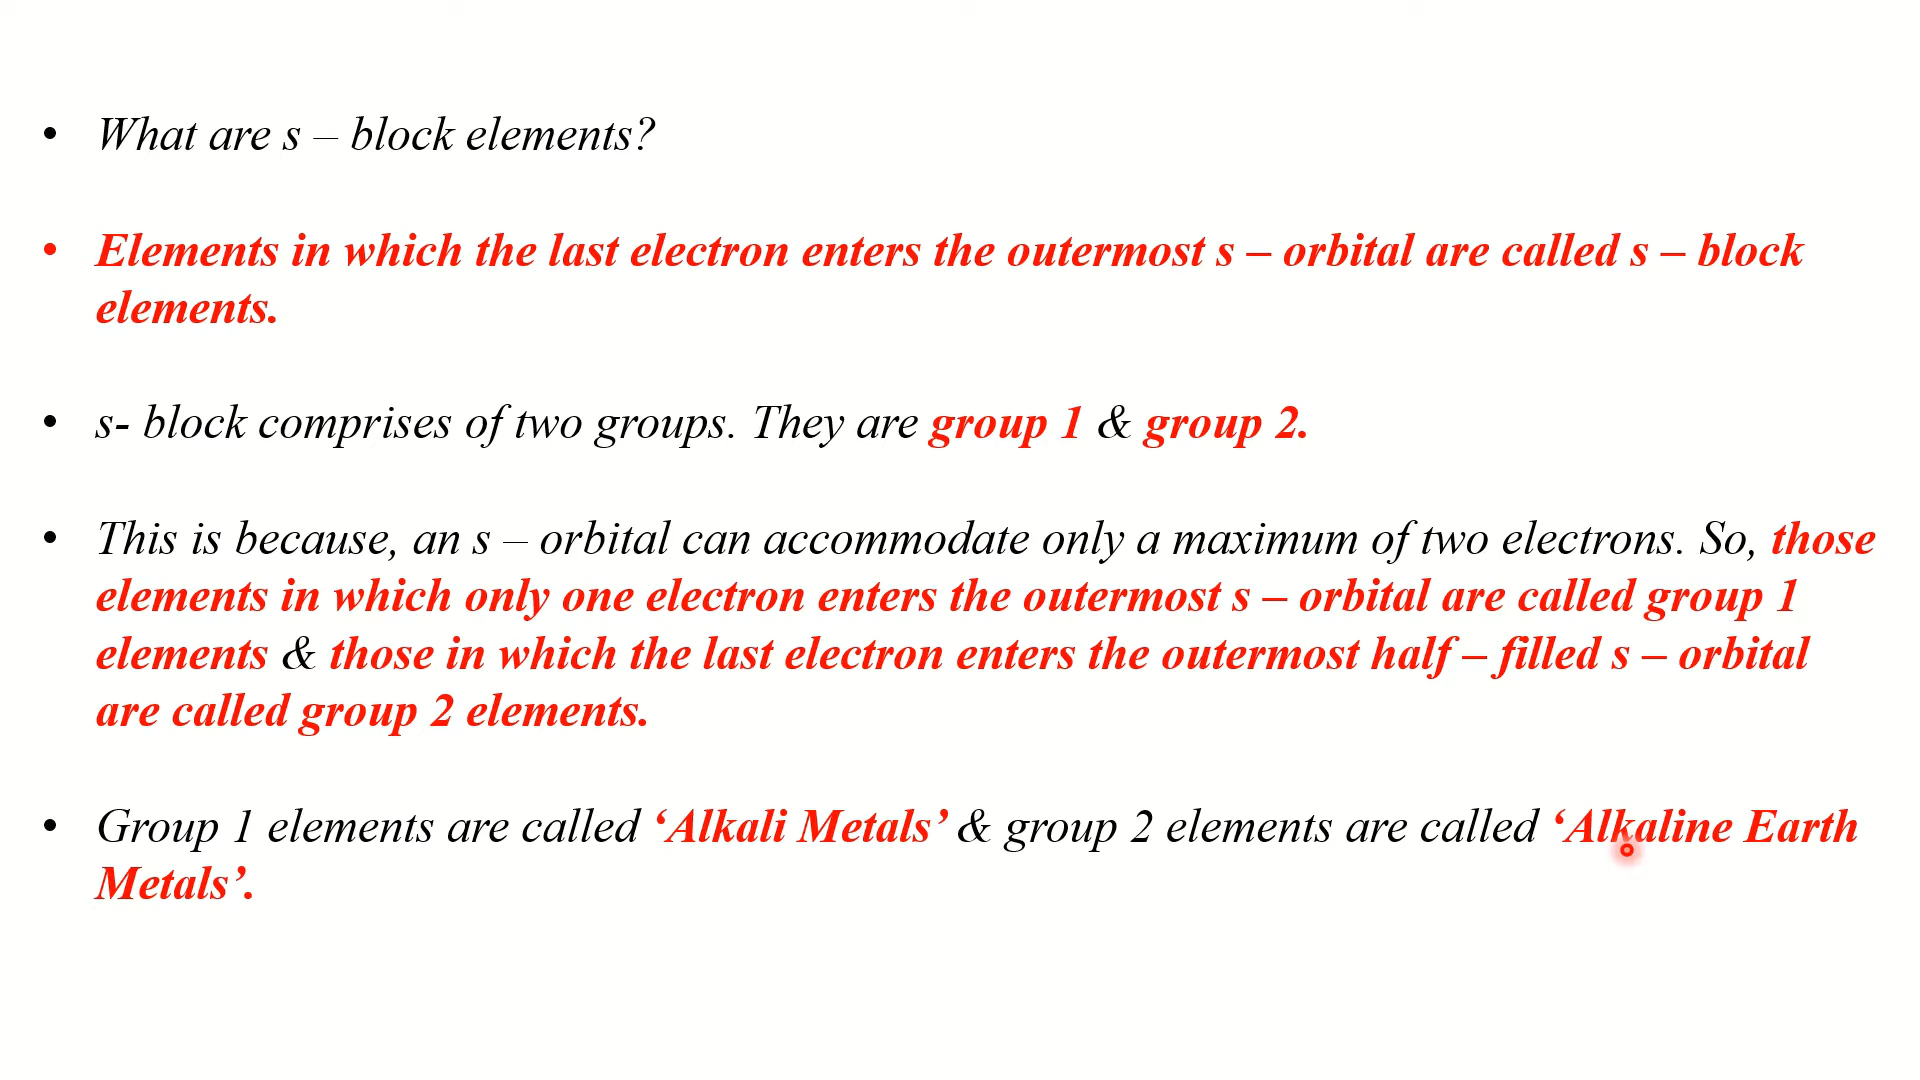 • What are s – block elements?
• Elements in which the last electron enters the outermost s – orbital are called s – block
elements.
• s- block comprises of two groups. They are group 1 & group 2.
• This is because, an s – orbital can accommodate only a maximum of two electrons. So, those
elements in which only one electron enters the outermost s – orbital are called group 1
elements & those in which the last electron enters the outermost half – filled s – orbital
are called group 2 elements.
• Group 1 elements are called ‘Alkali Metals’ & group 2 elements are called ‘Alkaline Earth
Metals’.